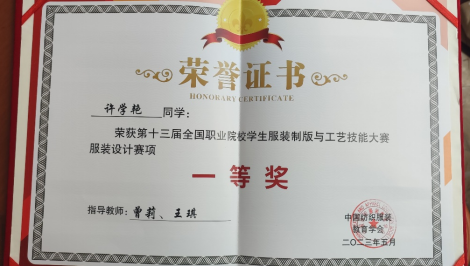 荣誉证书
HONORARY CERTIFICATE
许学艳 同学：
荣获第十三届全国职业院校学生服装制版与工艺技能大赛
服装设计赛项
一等奖
指导教师：曾莉、王琪
中国纺织服装
教育学会
二〇二三年五月